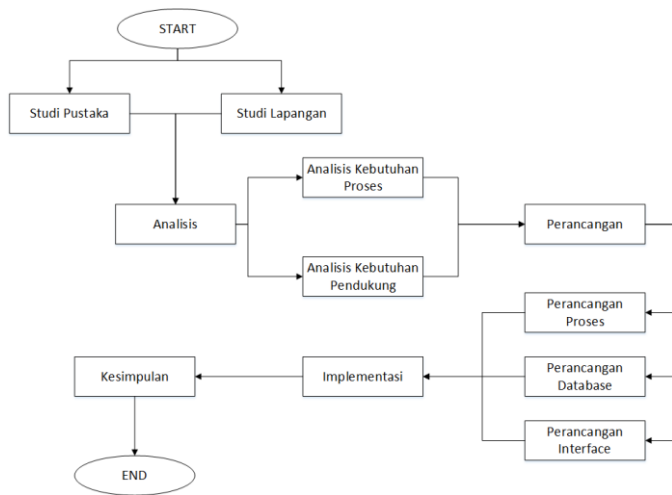 START
Studi Pustaka
Studi Lapangan
Analisis Kebutuhan
Proses
Analisis
Perancangan
Analisis Kebutuhan
Pendukung
Perancangan
Proses
Kesimpulan
Implementasi
Perancangan
Database
Perancangan
Interface
END